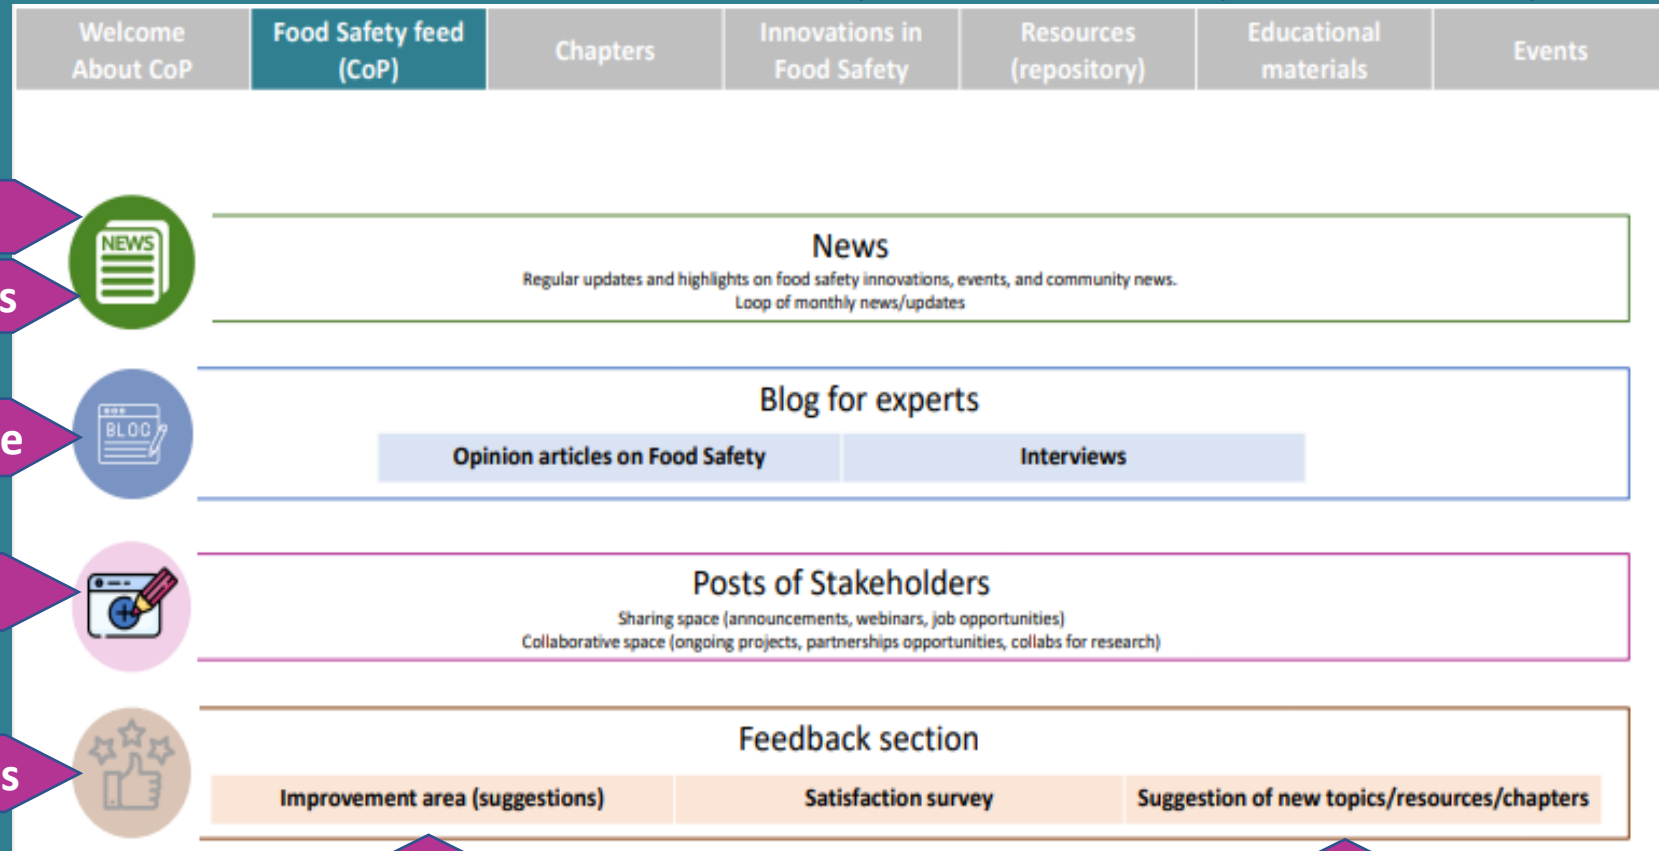 Welcome
About CoP
Food Safety feed
(CoP)
Chapters
Innovations in
Food Safety
Resources
(repository)
Educational
materials
Events
NEWS
News
Regular updates and highlights on food safety innovations, events, and community news.
Loop of monthly news/updates
s
Blog for experts
BLOG
e
Opinion articles on Food Safety
Interviews
Posts of Stakeholders
Sharing space (announcements, webinars, job opportunities)
Collaborative space (ongoing projects, partnerships opportunities, collabs for research)
Feedback section
s
Improvement area (suggestions)
Satisfaction survey
Suggestion of new topics/resources/chapters